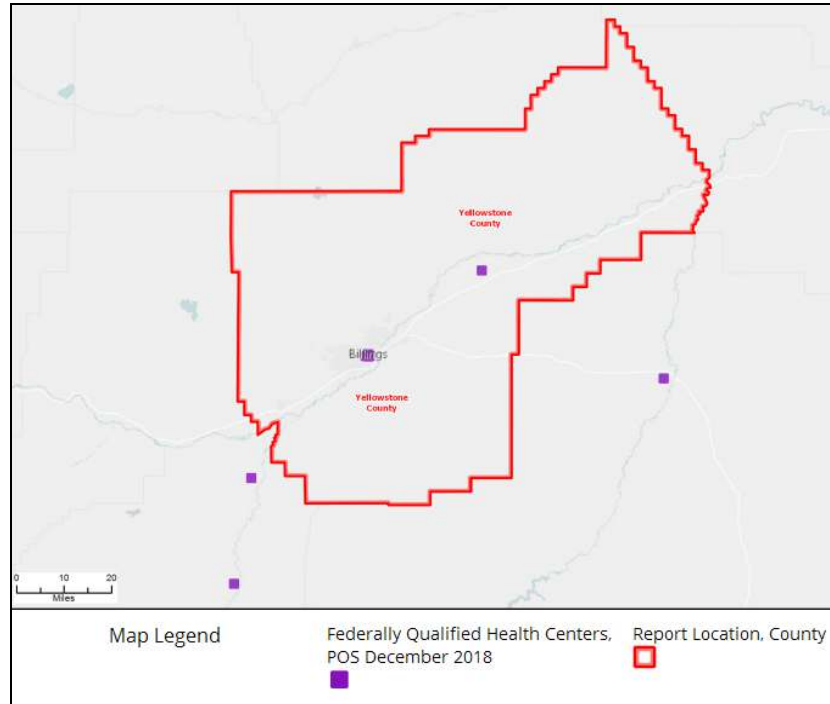 Yellowstone
County
Billings
Yellowstone
County
0 10 20
Miles
Map Legend
Federally Qualified Health Centers,
POS December 2018
Report Location, County